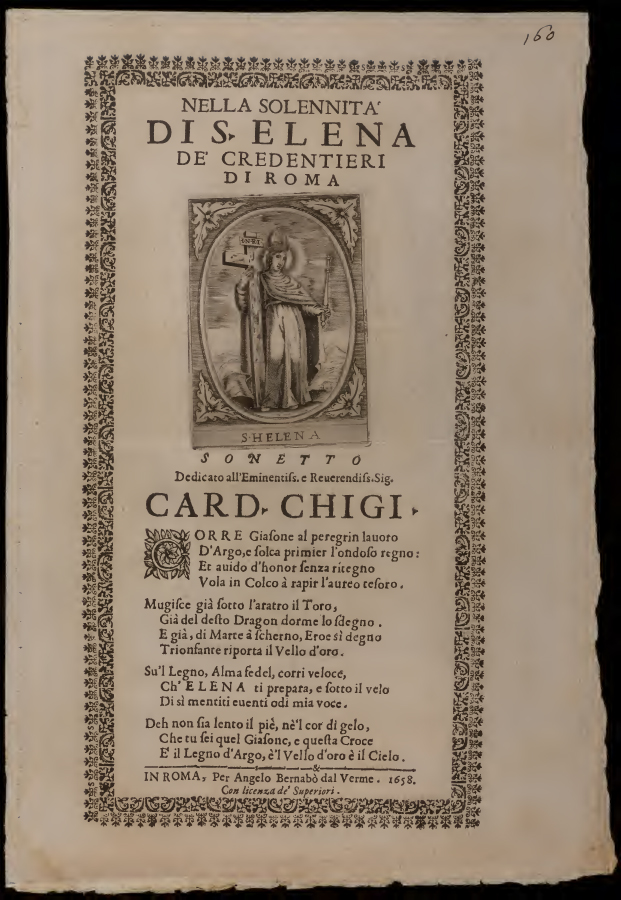 160
NELLA SOLENNITA'
DI S. ELENA
DE' CREDENTIERI
DI ROMA
INRI
S·HELENA
SONETTO
Dedicato all'Eminentiſs. e Reuerendiſs. Sig.
CARD. CHIGI.
CORRE Giaſone al peregrin lauoro
D'Argo, e ſolca primier l'ondoſo regno:
Et auido d'honor ſenza ritegno
Vola in Colco à rapir l'aureo teſoro.
Mugiſce già ſotto l'aratro il Toro,
Già del deſto Dragon dorme lo ſdegno.
E già, di Marte à ſcherno, Eroe sì degno
Trionfante riporta il Vello d'oro.
Su'l Legno, Alma fedel, corri veloce,
Ch' ELENA ti prepara, e ſotto il velo
Di sì mentiti euenti odi mia voce.
Deh non ſia lento il piè, nè'l cor di gelo,
Che tu ſei quel Giaſone, e queſta Croce
E' il Legno d'Argo, è'l Vello d'oro è il Cielo.
IN ROMA, Per Angelo Bernabò dal Verme. 1658.
Con licenza de' Superiori.